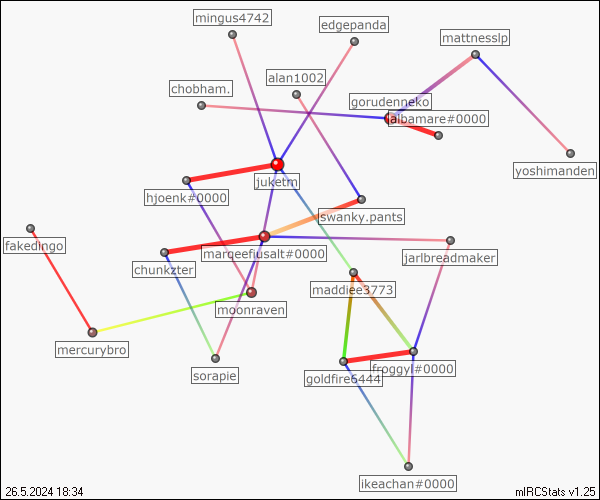 mingus4742
edgepanda
mattnesslp
alan1002
chobham.
gorudenneko
albamare#0000
yoshimanden
juketm
hjoenk#0000
swanky.pants
fakedingo
marqeefiusalt#0000
jarlbreadmaker
chunkzter
maddiee3773
moonraven
mercurybro
froggyl#0000
sorapie
goldfire6444
ikeachan#0000
26.5.2024 18:34
mIRCStats v1.25